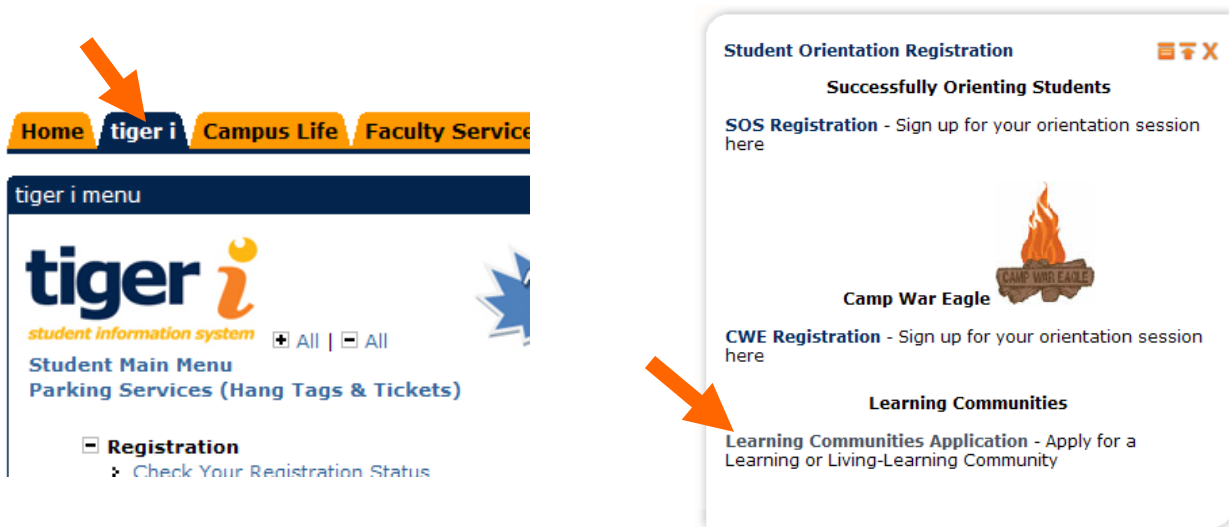 Home tiger i Campus Life Faculty Service
tiger i menu
tiger i
student information system
+ All | - All
Student Main Menu
Parking Services (Hang Tags & Tickets)
- Registration
Check Your Registration Status
Student Orientation Registration
X
Successfully Orienting Students
SOS Registration - Sign up for your orientation session
here
CAMP WAR EAGLE
Camp War Eagle
CWE Registration - Sign up for your orientation session
here
Learning Communities
Learning Communities Application - Apply for a
Learning or Living-Learning Community